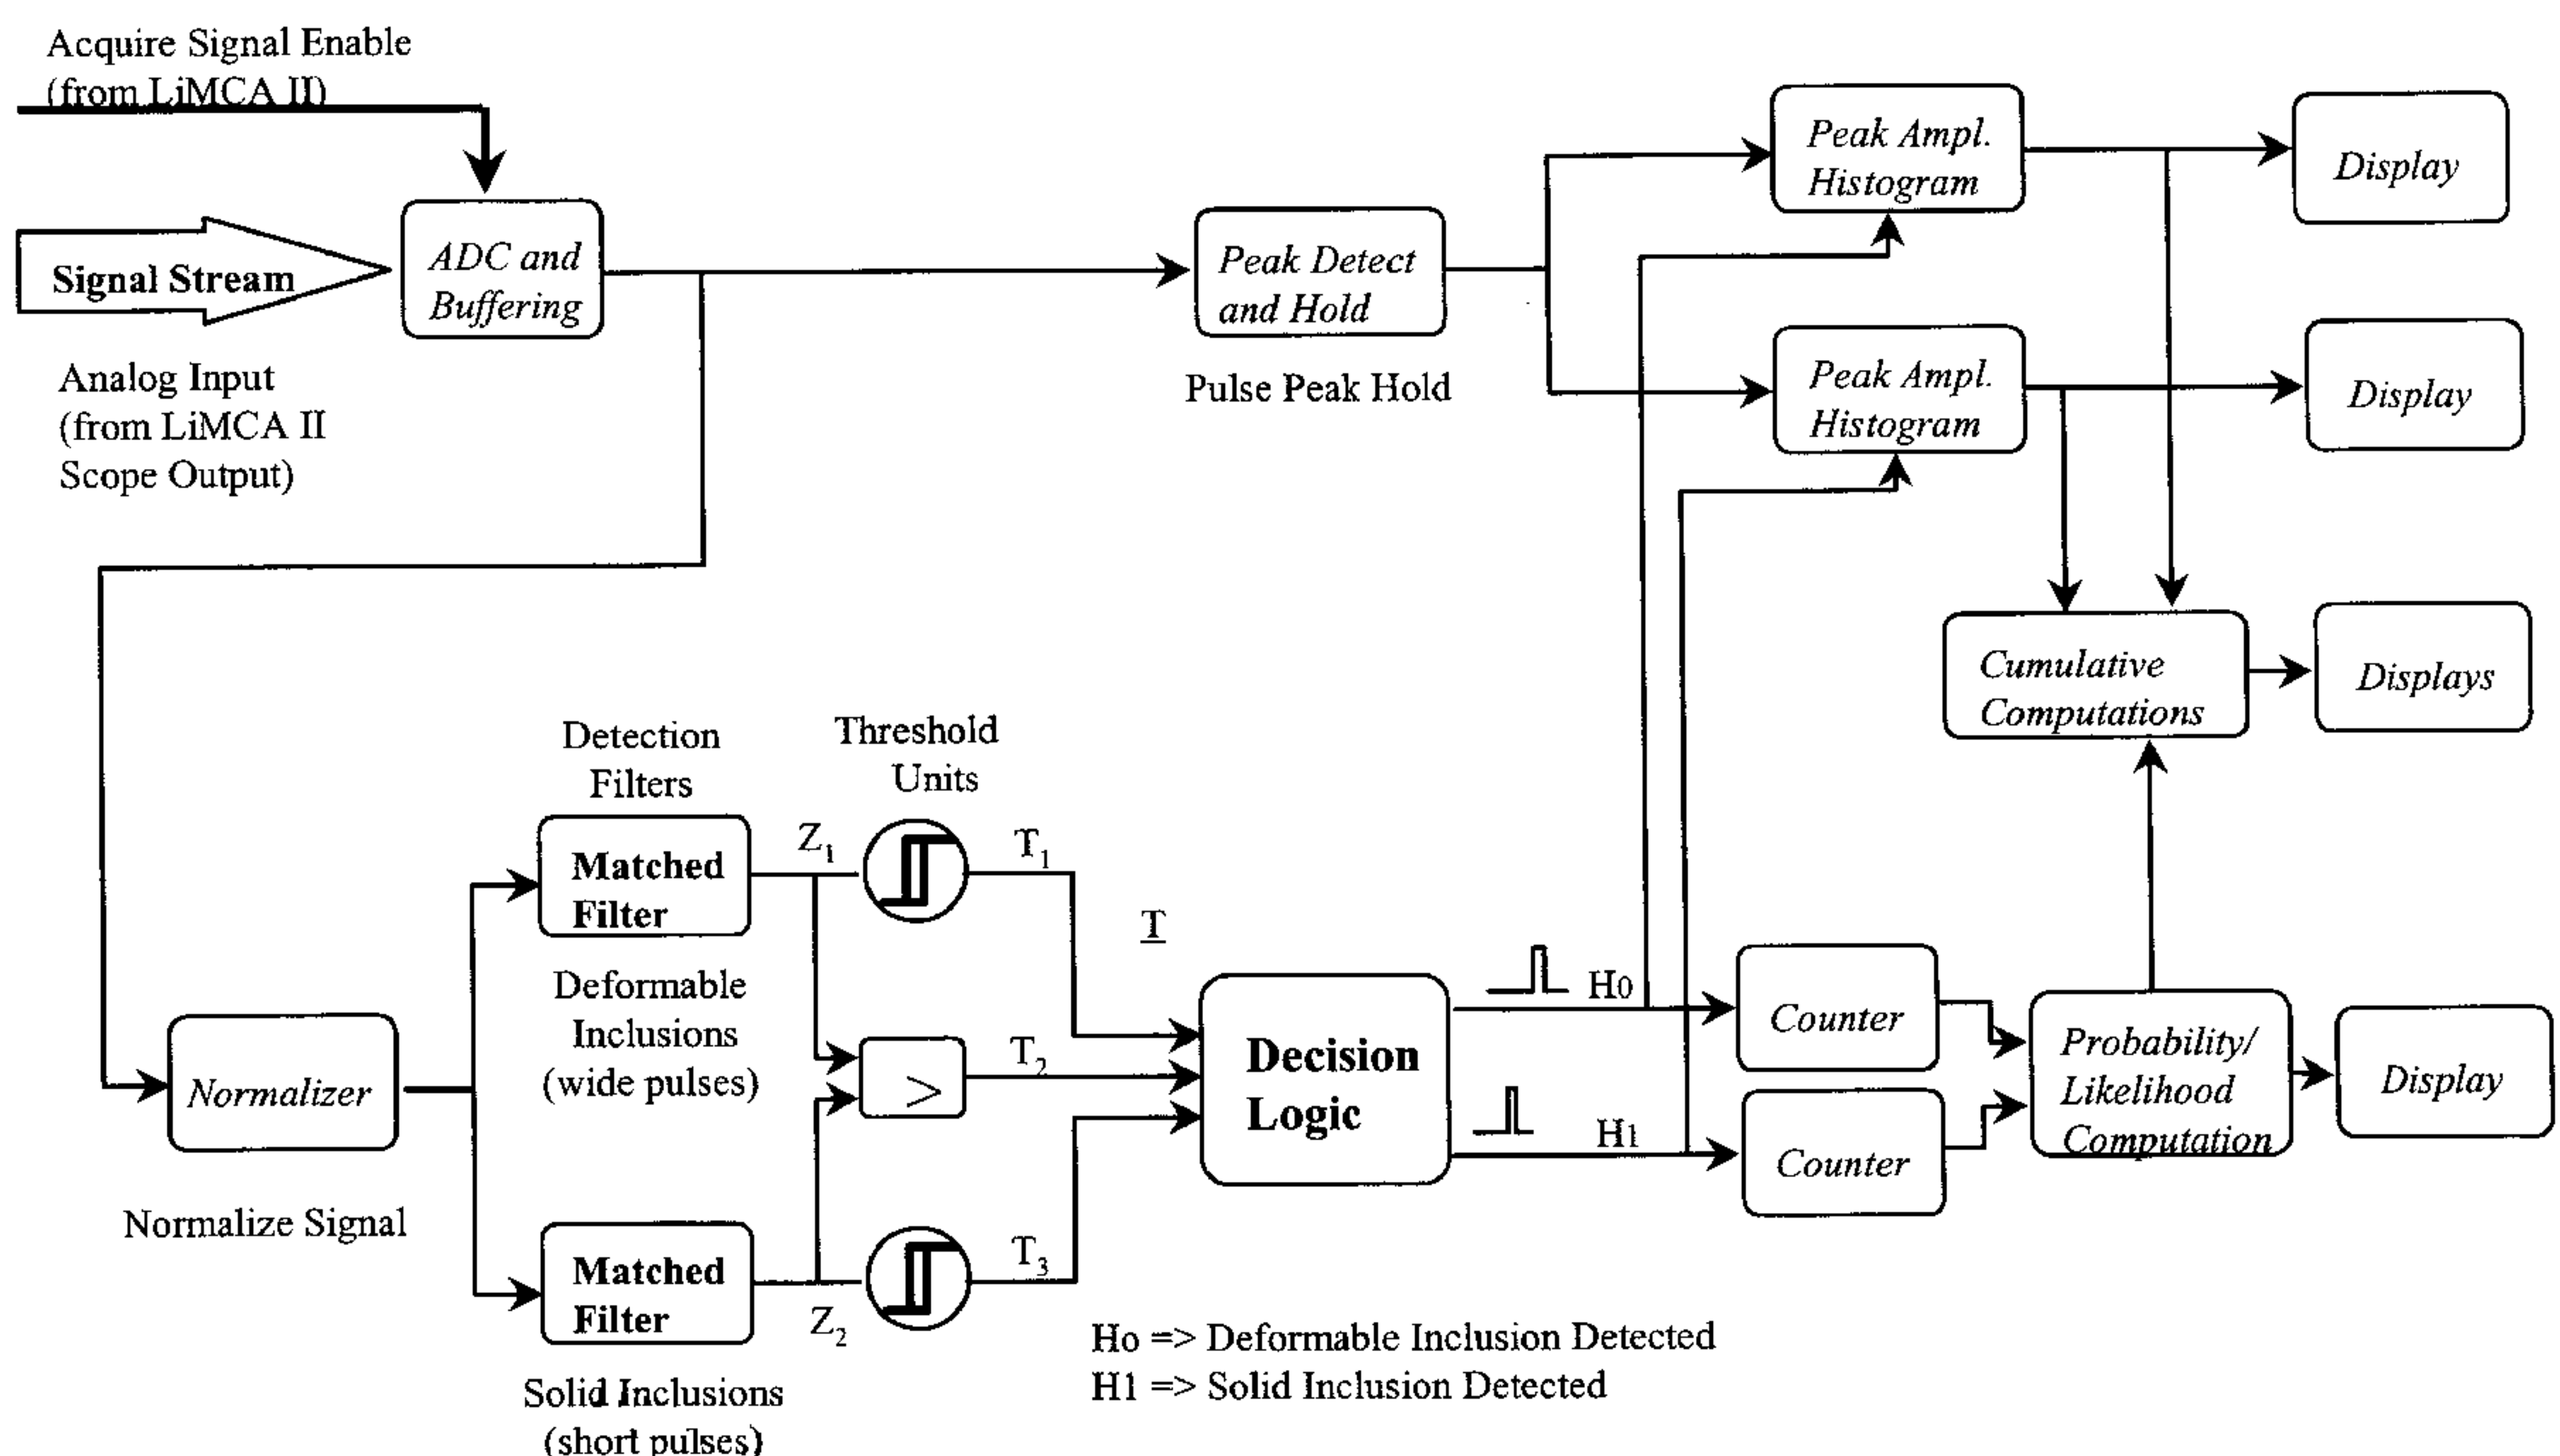 Acquire Signal Enable
(from LiMCA II)
Signal Stream
ADC and
Buffering
Analog Input
(from LiMCA II
Scope Output)
Peak Detect
and Hold
Pulse Peak Hold
Peak Ampl.
Histogram
Display
Peak Ampl.
Histogram
Display
Cumulative
Computations
Displays
Detection
Filters
Threshold
Units
Matched
Filter
Z1
T1
T
Deformable
Inclusions
(wide pulses)
>
T2
Decision
Logic
H0
H1
Counter
Counter
Probability/
Likelihood
Computation
Display
Normalizer
Normalize Signal
Matched
Filter
Z2
T3
Solid Inclusions
(short pulses)
Ho => Deformable Inclusion Detected
H1 => Solid Inclusion Detected